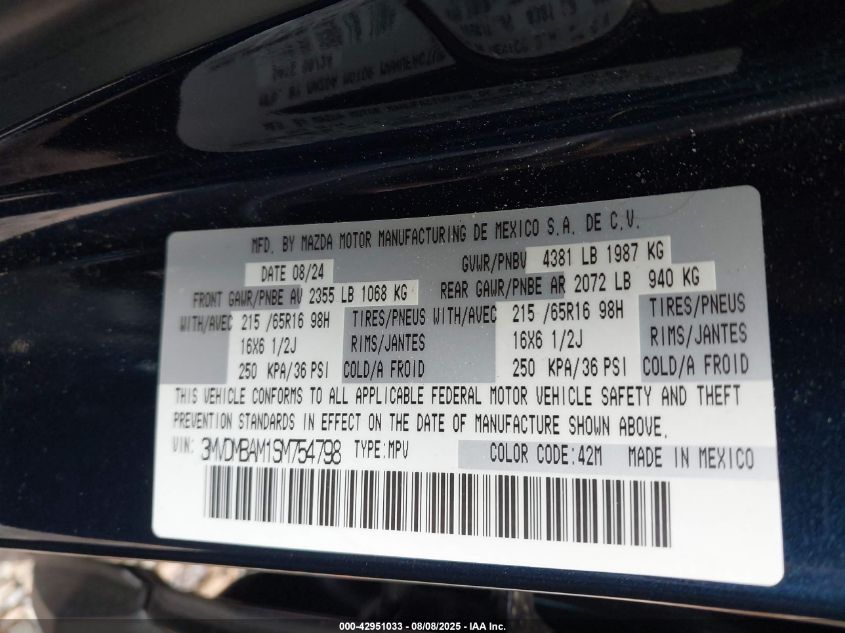 MFD. BY MAZDA MOTOR MANUFACTURING DE MEXICO S.A. DE C.V.
DATE 08/24 GVWR/PNBV 4381 LB 1987 KG
FRONT GAWR/PNBE AV 2355 LB 1068 KG REAR GAWR/PNBE AR 2072 LB 940 KG
WITH/AVEC 215 /65R16 98H TIRES/PNEUS WITH/AVEC 215 /65R16 98H TIRES/PNEUS
16X6 1/2J RIMS/JANTES 16X6 1/2J RIMS/JANTES
250 KPA/36 PSI COLD/A FROID 250 KPA/36 PSI COLD/A FROID
THIS VEHICLE CONFORMS TO ALL APPLICABLE FEDERAL MOTOR VEHICLE SAFETY AND THEFT
PREVENTION STANDARDS IN EFFECT ON THE DATE OF MANUFACTURE SHOWN ABOVE.
VIN: 3MVDMBAM1SM754798 TYPE:MPV COLOR CODE:42M MADE IN MEXICO
000-42951033 - 08/08/2025 - IAA Inc.